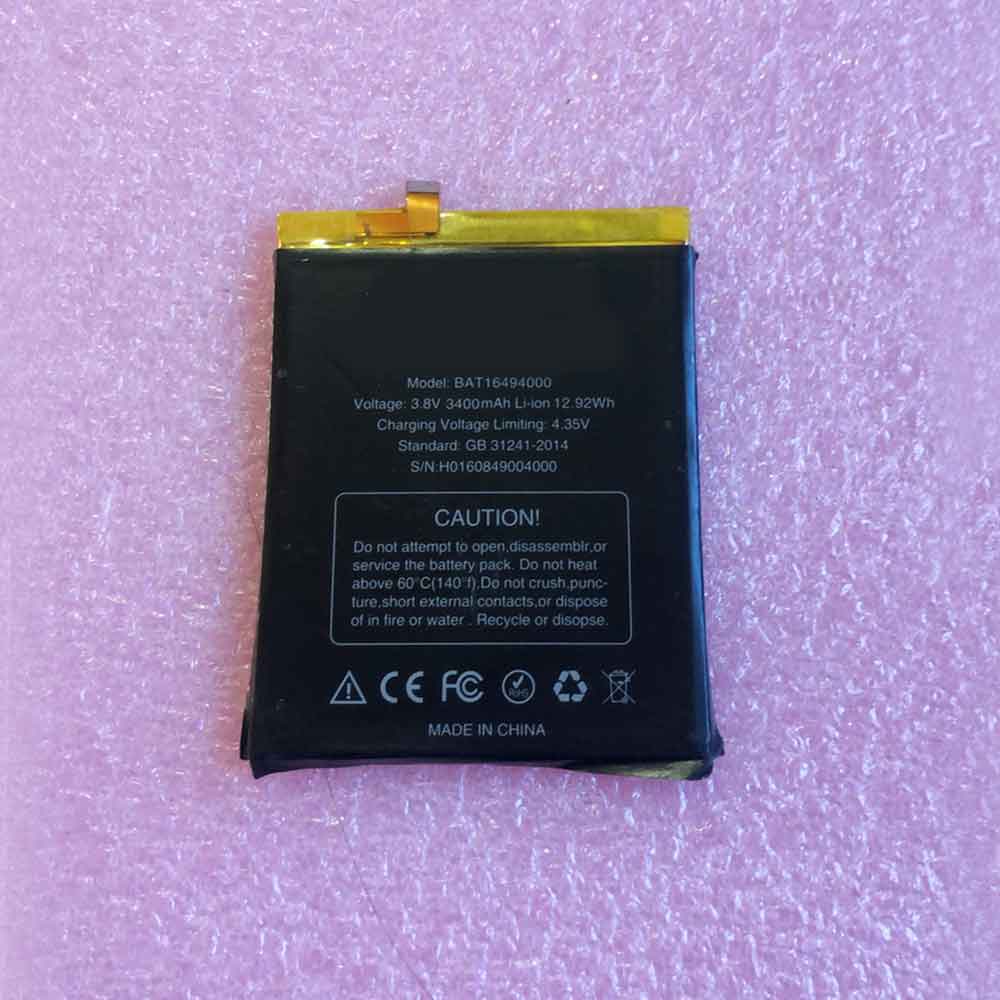 Model: BAT16494000
Voltage: 3.8V 3400mAh Li-ion 12.92Wh
Charging Voltage Limiting: 4.35V
Standard: GB 31241-2014
S/N:H0160849004000
CAUTION!
Do not attempt to open,disassemblr,or
service the battery pack. Do not heat
above 60°C(140°f),Do not crush,punc-
ture,short external contacts,or dispose
of in fire or water . Recycle or disopse.
CE FC RoHS
MADE IN CHINA